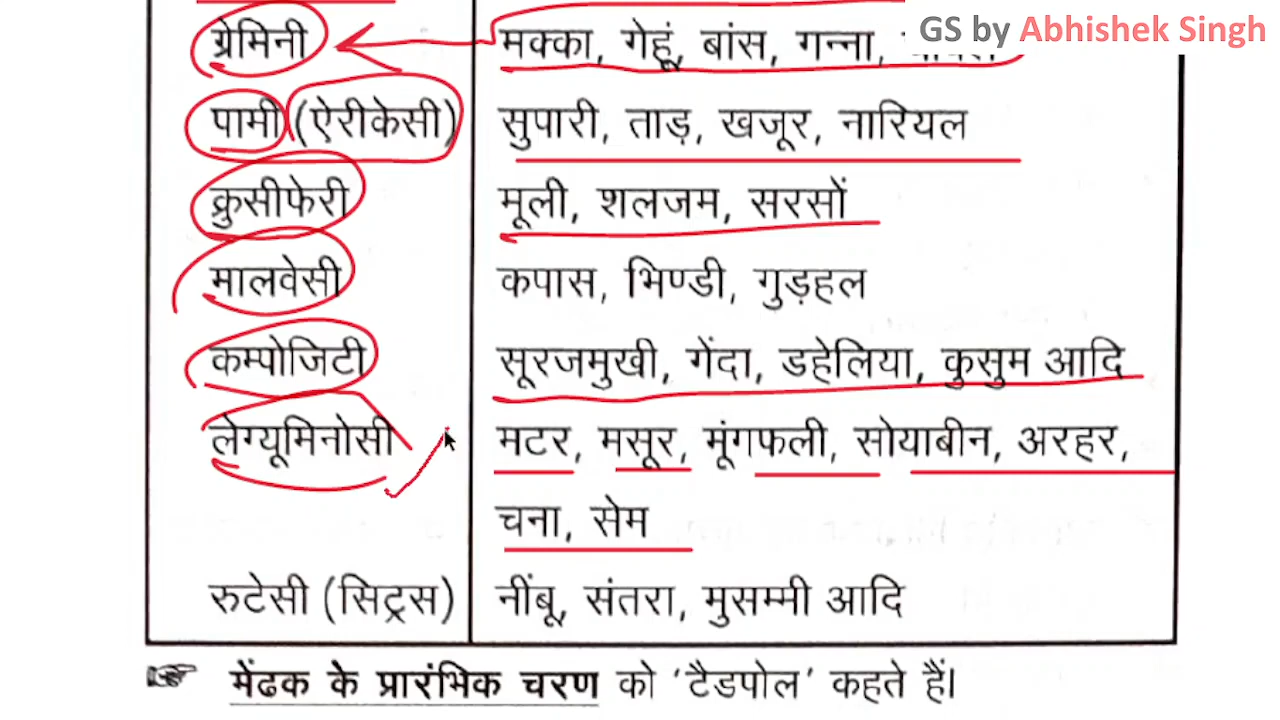 GS by Abhishek Singh
ग्रेमिनी मक्का, गेहूं, बांस, गन्ना,
पामी (ऐरीकेसी) सुपारी, ताड़, खजूर, नारियल
क्रुसीफेरी मूली, शलजम, सरसों
मालवेसी कपास, भिण्डी, गुड़हल
कम्पोजिटी सूरजमुखी, गेंदा, डहेलिया, कुसुम आदि
लेग्यूमिनोसी मटर, मसूर, मूंगफली, सोयाबीन, अरहर,
चना, सेम
रुटेसी (सिट्रस) नींबू, संतरा, मुसम्मी आदि
मेंढक के प्रारंभिक चरण को 'टैडपोल' कहते हैं।